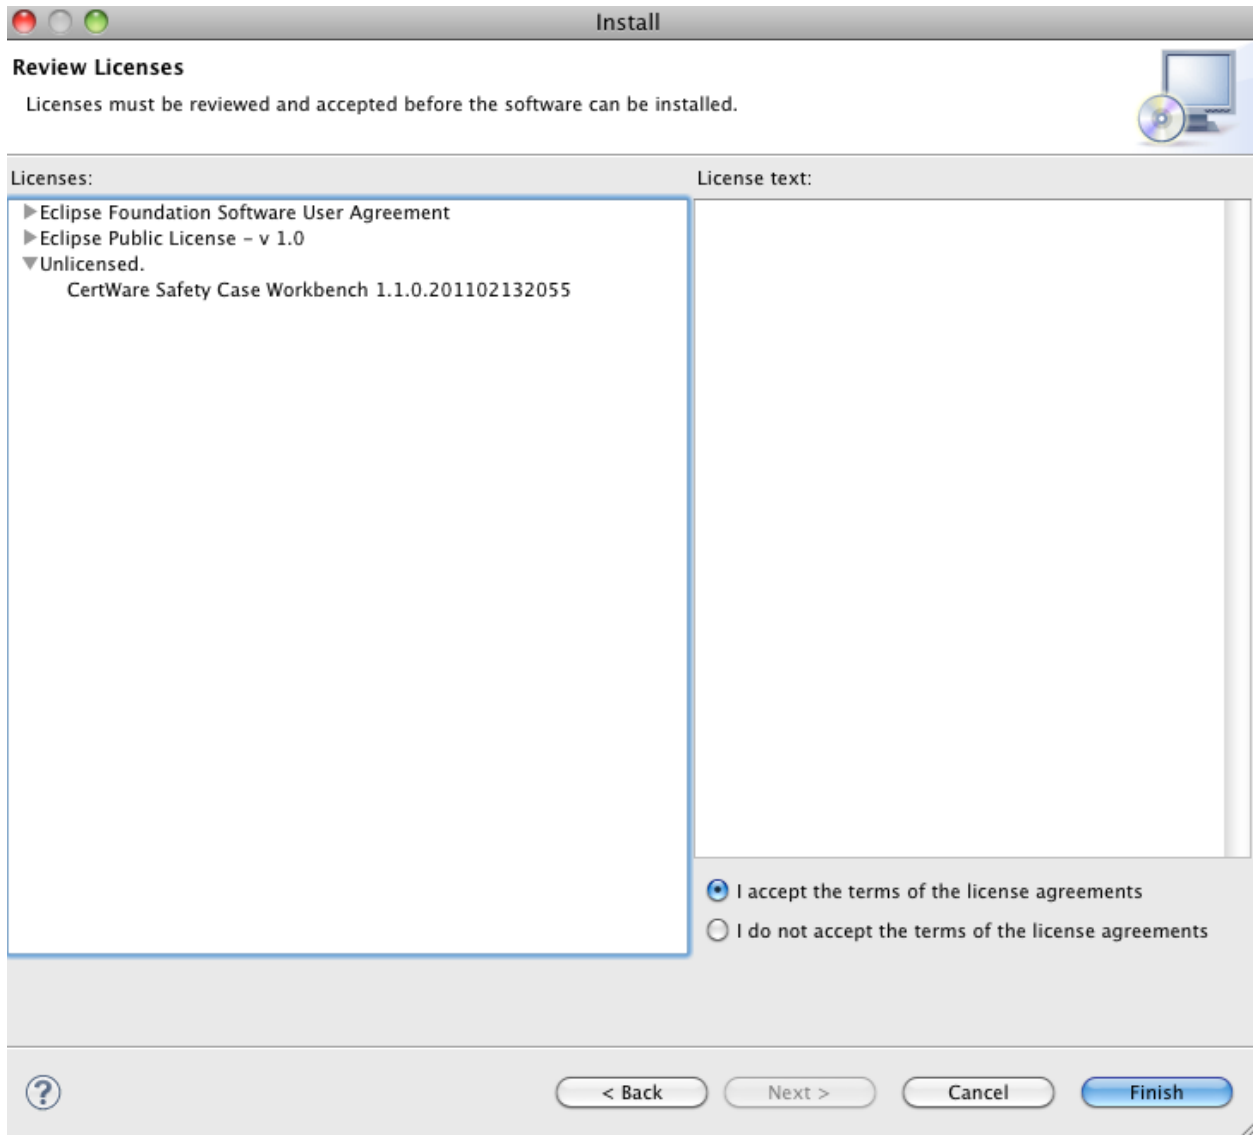 Install
Review Licenses
Licenses must be reviewed and accepted before the software can be installed.
Licenses:
License text:
Eclipse Foundation Software User Agreement
Eclipse Public License – v 1.0
Unlicensed.
CertWare Safety Case Workbench 1.1.0.201102132055
I accept the terms of the license agreements
I do not accept the terms of the license agreements
?
< Back
Next >
Cancel
Finish